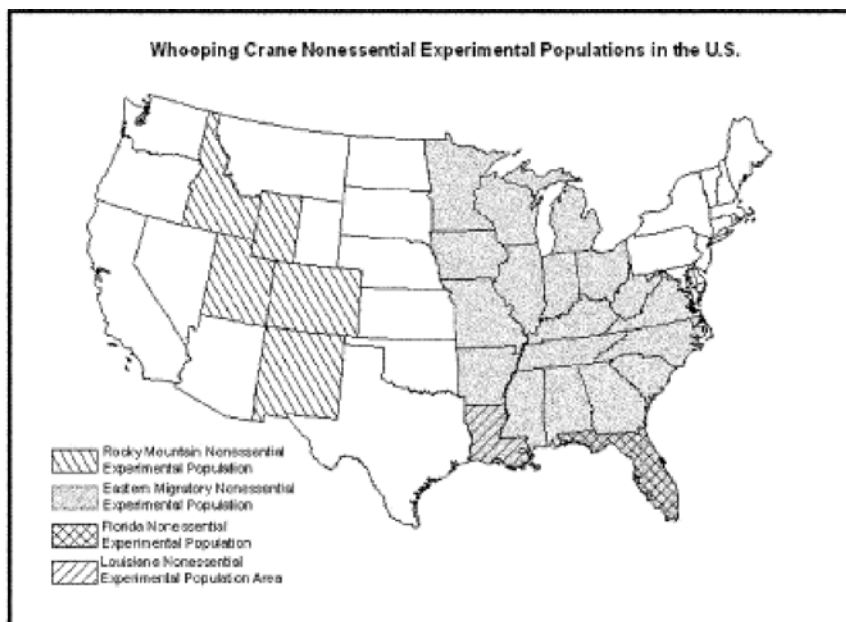 Whooping Crane Nonessential Experimental Populations in the U.S.
Rocky Mountain Nonessential
Experimental Population
Eastern Migratory Nonessential
Experimental Population
Florida Nonessential
Experimental Population
Louisiana Nonessential
Experimental Population Area